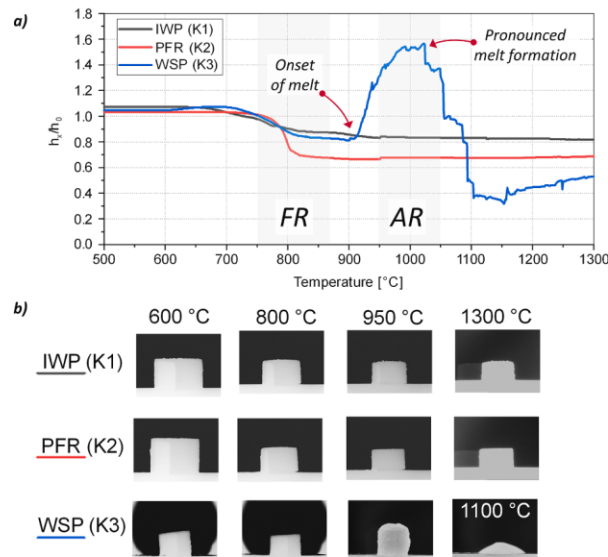 a)
1.8
1.6
1.4
1.2
1.0
0.8
0.6
0.4
0.2
0.0
hₓ/h₀
IWP (K1)
PFR (K2)
WSP (K3)
Onset
of melt
Pronounced
melt formation
FR
AR
500 600 700 800 900 1000 1100 1200 1300
Temperature [°C]
b)
600 °C 800 °C 950 °C 1300 °C
IWP (K1)
PFR (K2)
WSP (K3)
1100 °C